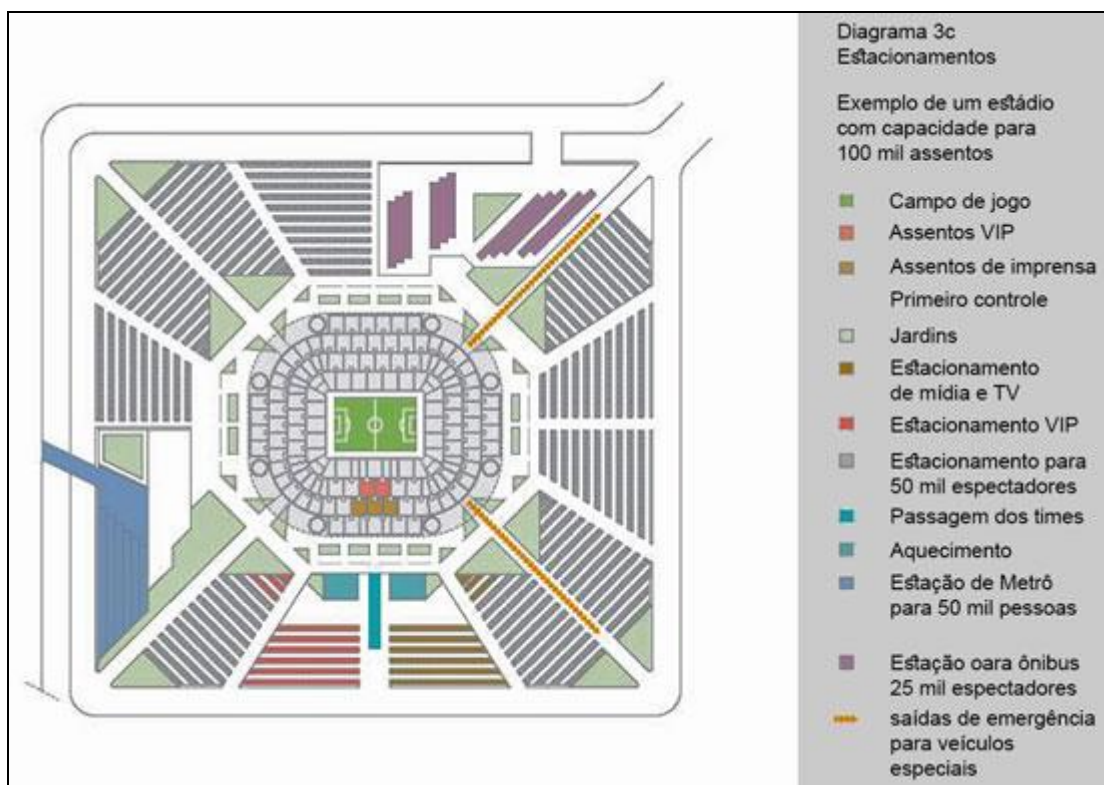 Diagrama 3c
Estacionamentos
Exemplo de um estádio
com capacidade para
100 mil assentos
Campo de jogo
Assentos VIP
Assentos de imprensa
Primeiro controle
Jardins
Estacionamento
de mídia e TV
Estacionamento VIP
Estacionamento para
50 mil espectadores
Passagem dos times
Aquecimento
Estação de Metrô
para 50 mil pessoas
Estação oara ônibus
25 mil espectadores
saídas de emergência
para veículos
especiais